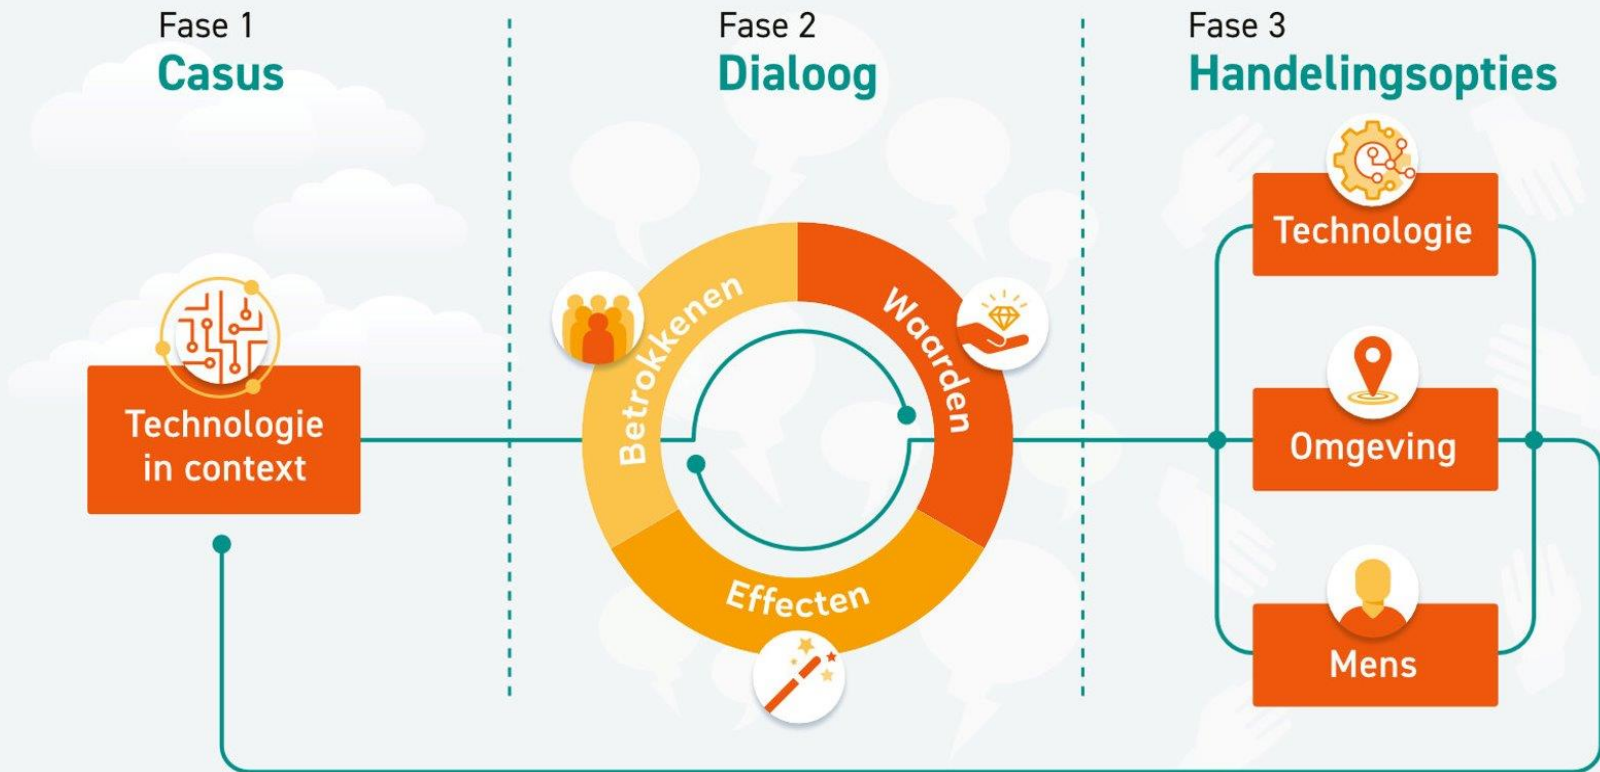 Fase 1
Casus
Technologie
in context
Fase 2
Dialoog
Betrokkenen
Waarden
Effecten
Fase 3
Handelingsopties
Technologie
Omgeving
Mens